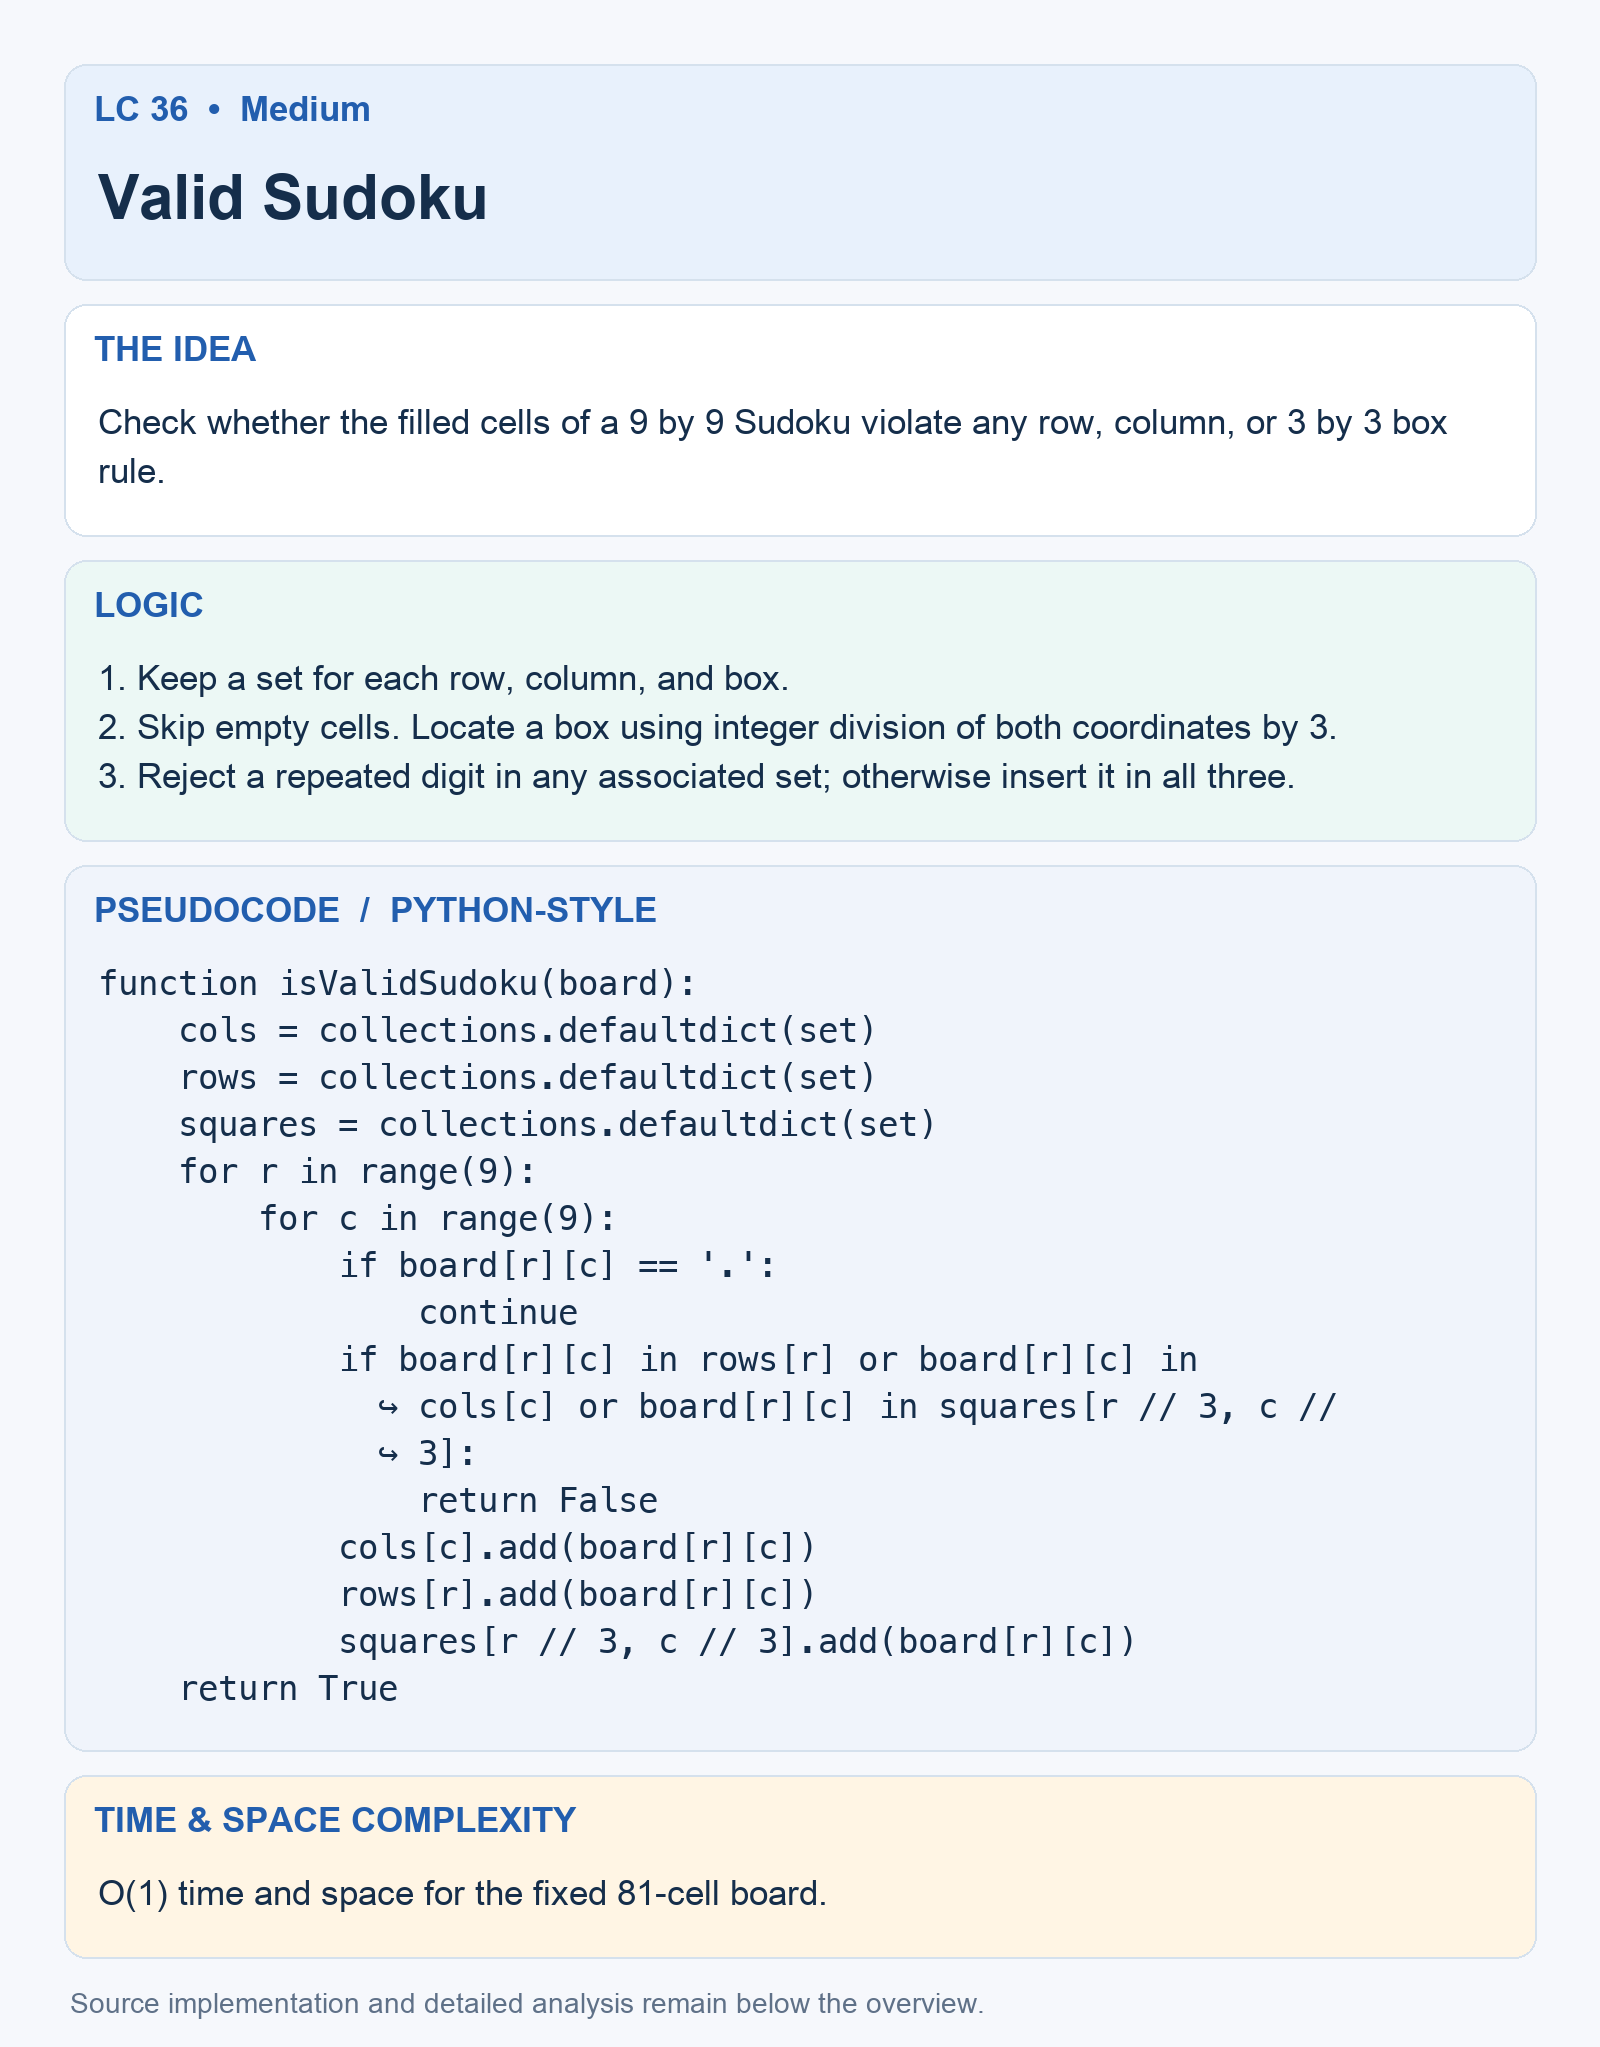 LC 36 • Medium
Valid Sudoku
THE IDEA
Check whether the filled cells of a 9 by 9 Sudoku violate any row, column, or 3 by 3 box
rule.
LOGIC
1. Keep a set for each row, column, and box.
2. Skip empty cells. Locate a box using integer division of both coordinates by 3.
3. Reject a repeated digit in any associated set; otherwise insert it in all three.
PSEUDOCODE / PYTHON-STYLE
function isValidSudoku(board):
    cols = collections.defaultdict(set)
    rows = collections.defaultdict(set)
    squares = collections.defaultdict(set)
    for r in range(9):
        for c in range(9):
            if board[r][c] == '.':
                continue
            if board[r][c] in rows[r] or board[r][c] in
              ↪ cols[c] or board[r][c] in squares[r // 3, c //
              ↪ 3]:
                return False
            cols[c].add(board[r][c])
            rows[r].add(board[r][c])
            squares[r // 3, c // 3].add(board[r][c])
    return True
TIME & SPACE COMPLEXITY
O(1) time and space for the fixed 81-cell board.
Source implementation and detailed analysis remain below the overview.